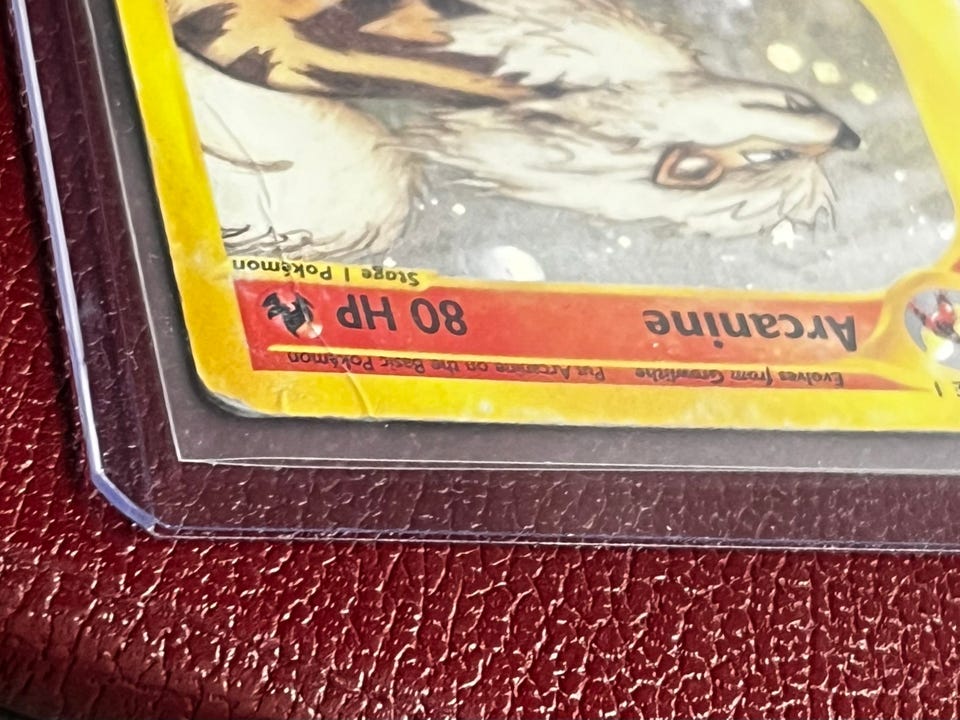 Evolves from Growlithe Put Arcanine on the Basic Pokémon
Arcanine 80 HP
Stage 1 Pokémon